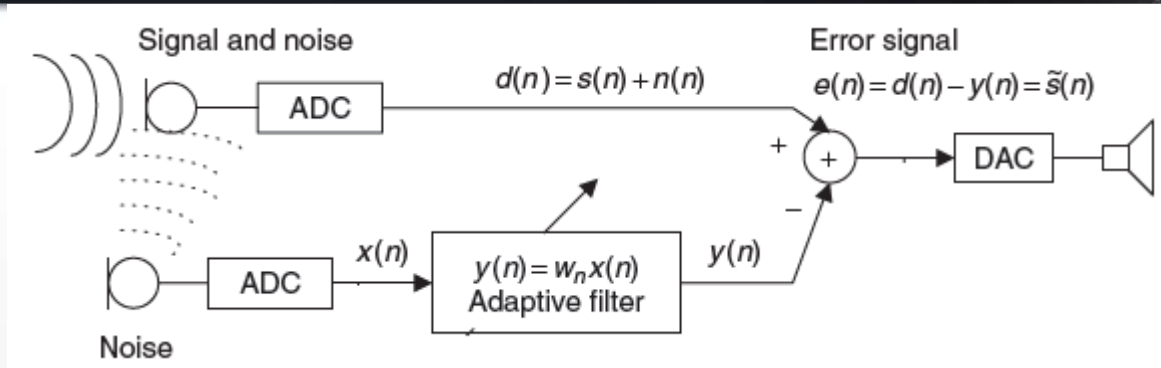 Signal and noise
Error signal
d(n)=s(n)+n(n)
e(n)=d(n)−y(n)=s̃(n)
ADC
+
+
DAC
−
x(n)
y(n)=wₙx(n)
y(n)
ADC
Adaptive filter
Noise